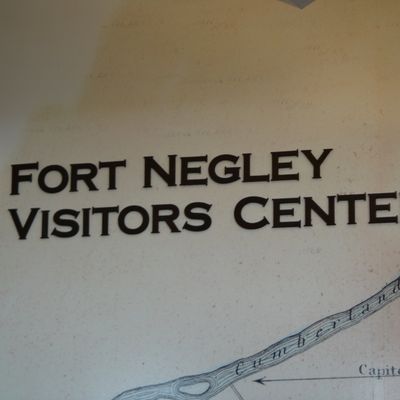 FORT NEGLEY
VISITORS CENTE
Cumberland
Capito